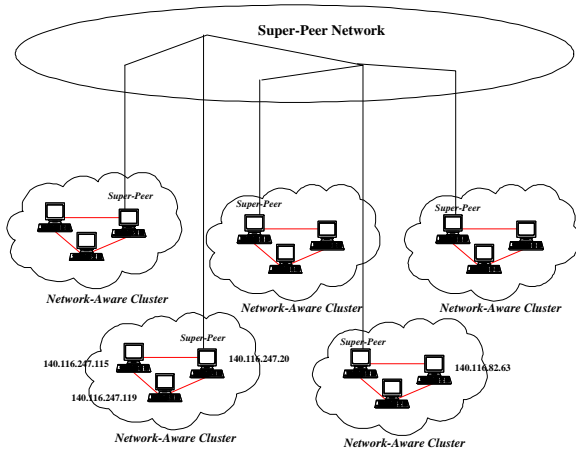 Super-Peer Network
Super-Peer
Super-Peer
Super-Peer
Network-Aware Cluster
Network-Aware Cluster
Network-Aware Cluster
Super-Peer
140.116.247.115
140.116.247.20
140.116.247.119
Network-Aware Cluster
Super-Peer
140.116.82.63
Network-Aware Cluster